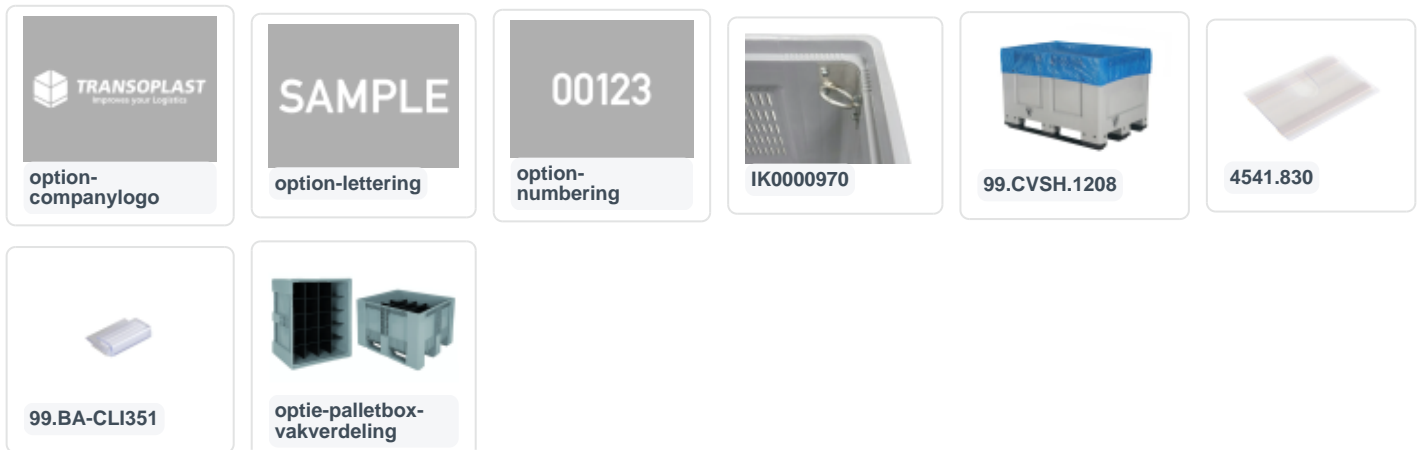 TRANSOPLAST
Improves your Logistics
option-
companylogo
SAMPLE
option-lettering
00123
option-
numbering
IK0000970
99.CVSH.1208
4541.830
99.BA-CLI351
optie-palletbox-
vakverdeling